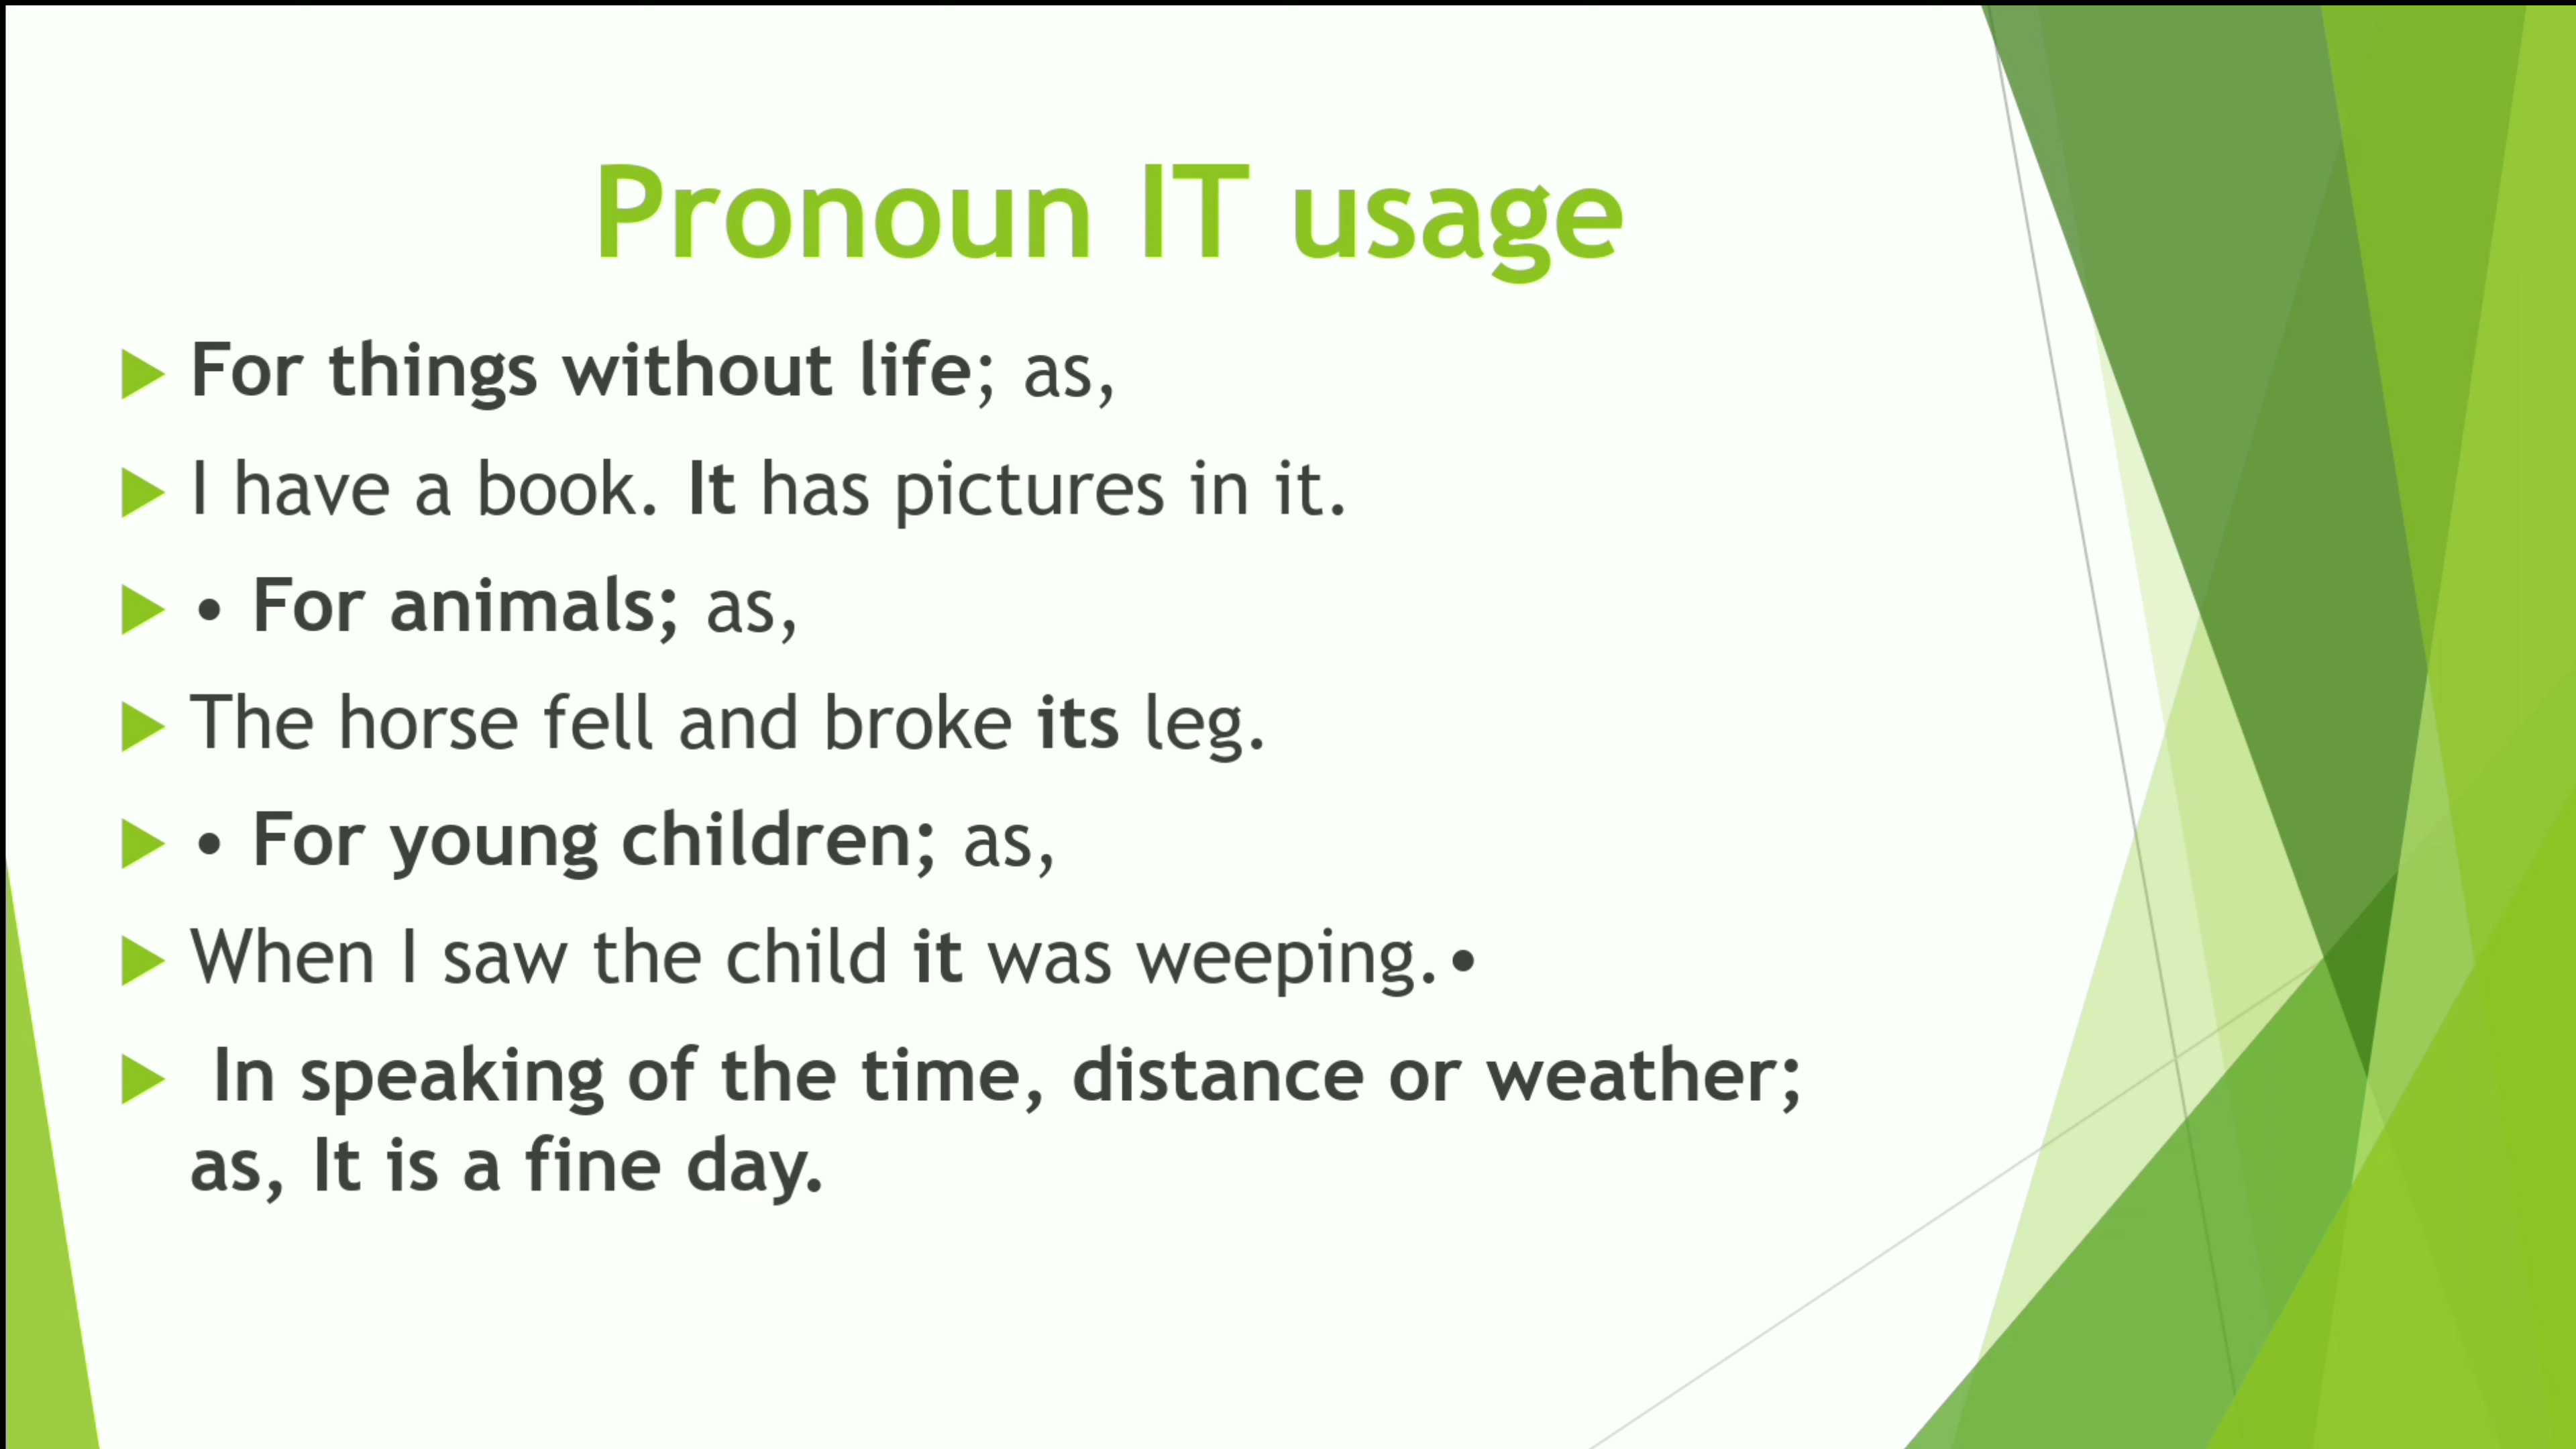 Pronoun IT usage
For things without life; as,
I have a book. It has pictures in it.
• For animals; as,
The horse fell and broke its leg.
• For young children; as,
When I saw the child it was weeping.•
In speaking of the time, distance or weather;
as, It is a fine day.